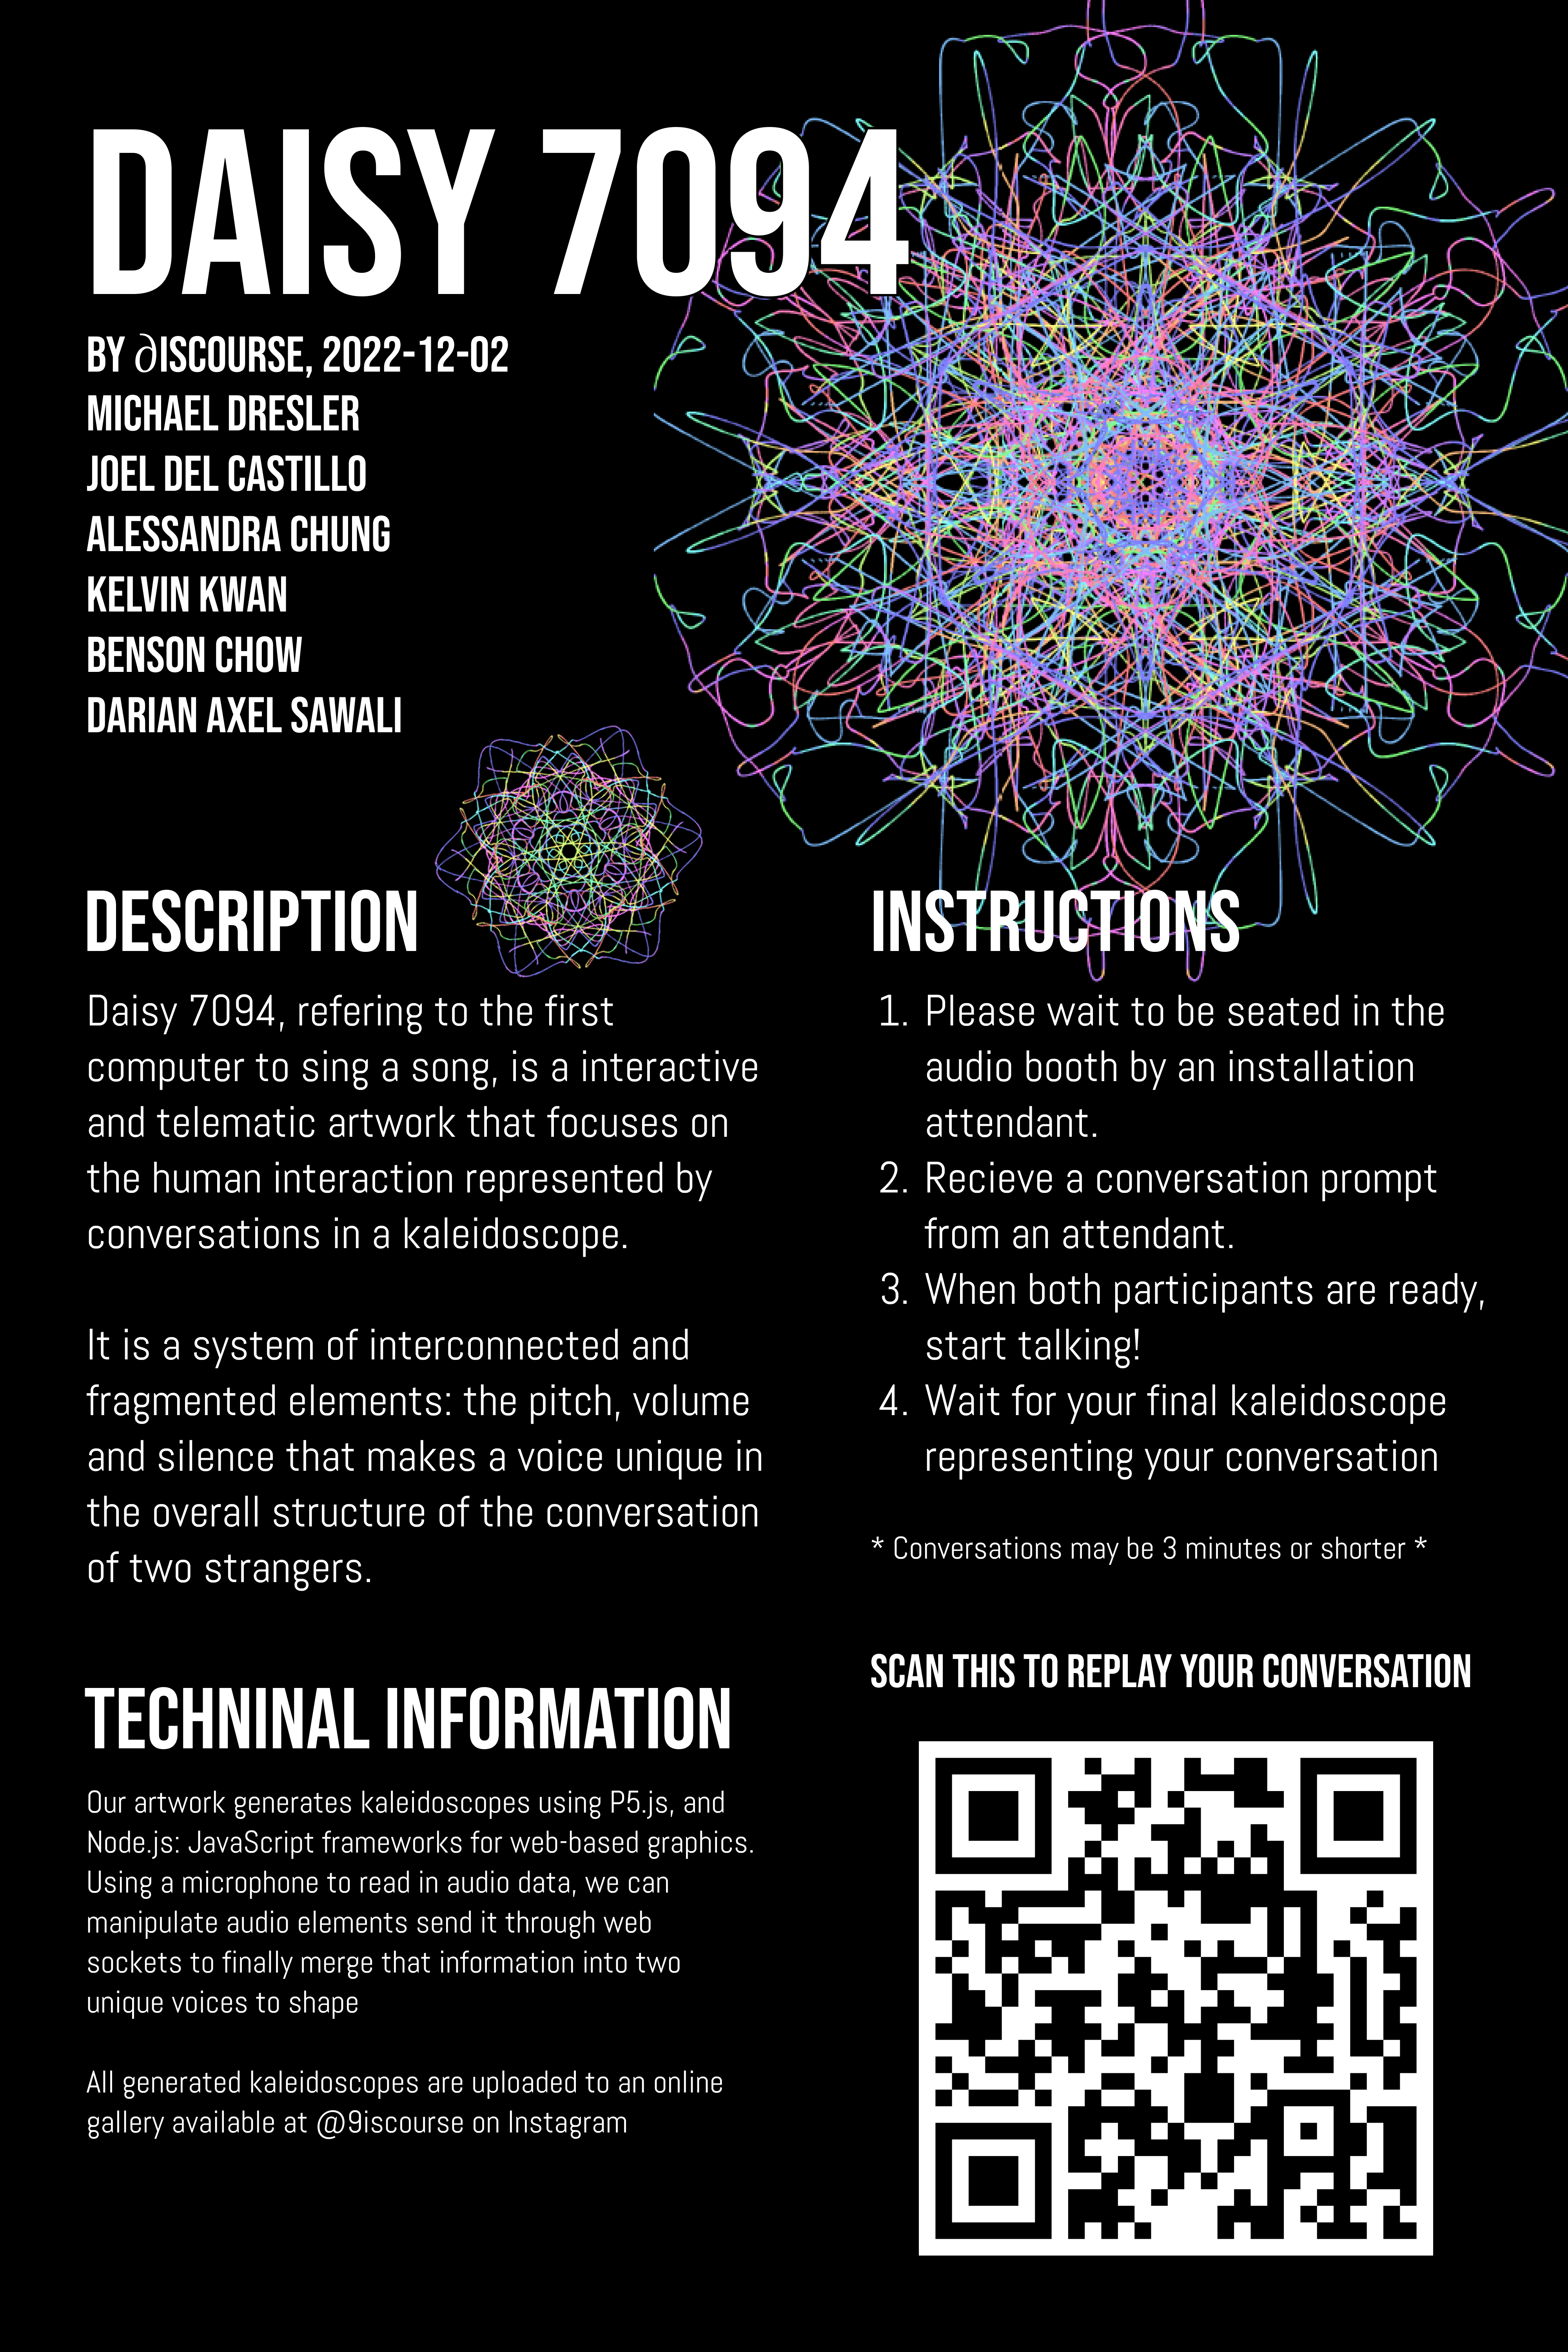 DAISY 7094
BY ∂ISCOURSE, 2022-12-02
MICHAEL DRESLER
JOEL DEL CASTILLO
ALESSANDRA CHUNG
KELVIN KWAN
BENSON CHOW
DARIAN AXEL SAWALI
DESCRIPTION
Daisy 7094, refering to the first
computer to sing a song, is a interactive
and telematic artwork that focuses on
the human interaction represented by
conversations in a kaleidoscope.
It is a system of interconnected and
fragmented elements: the pitch, volume
and silence that makes a voice unique in
the overall structure of the conversation
of two strangers.
TECHNINAL INFORMATION
Our artwork generates kaleidoscopes using P5.js, and
Node.js: JavaScript frameworks for web-based graphics.
Using a microphone to read in audio data, we can
manipulate audio elements send it through web
sockets to finally merge that information into two
unique voices to shape
All generated kaleidoscopes are uploaded to an online
gallery available at @9iscourse on Instagram
INSTRUCTIONS
1. Please wait to be seated in the
audio booth by an installation
attendant.
2. Recieve a conversation prompt
from an attendant.
3. When both participants are ready,
start talking!
4. Wait for your final kaleidoscope
representing your conversation
* Conversations may be 3 minutes or shorter *
SCAN THIS TO REPLAY YOUR CONVERSATION